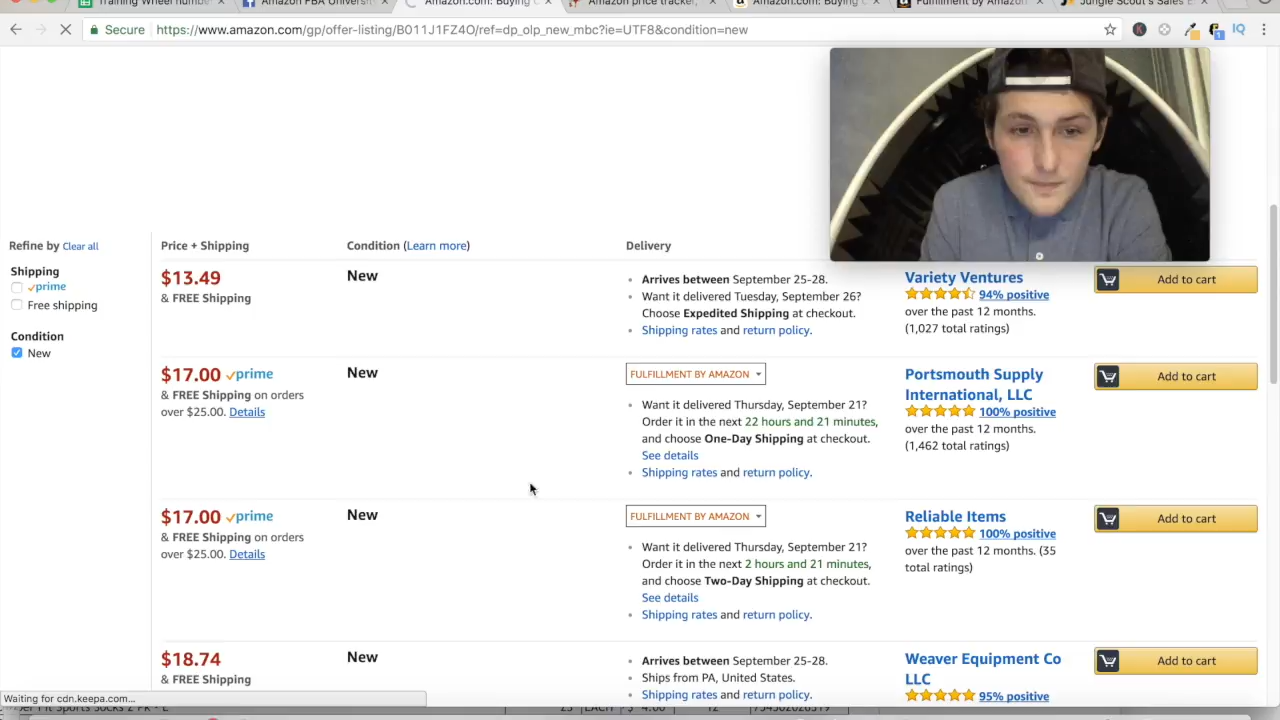 Training Wheel number
Amazon FBA Universit
Amazon.com: Buying C
Amazon price tracker,
Amazon.com: Buying C
Fulfillment by Amazon
Jungle Scout's Sales E
Secure https://www.amazon.com/gp/offer-listing/B011J1FZ4O/ref=dp_olp_new_mbc?ie=UTF8&condition=new
IQ
Refine by Clear all
Price + Shipping
Condition (Learn more)
Delivery
Shipping
prime
Free shipping
Condition
New
$13.49
& FREE Shipping
New
Arrives between September 25-28.
Want it delivered Tuesday, September 26?
Choose Expedited Shipping at checkout.
Shipping rates and return policy.
Variety Ventures
94% positive
over the past 12 months.
(1,027 total ratings)
Add to cart
$17.00 prime
& FREE Shipping on orders
over $25.00. Details
New
FULFILLMENT BY AMAZON
Want it delivered Thursday, September 21?
Order it in the next 22 hours and 21 minutes,
and choose One-Day Shipping at checkout.
See details
Shipping rates and return policy.
Portsmouth Supply
International, LLC
100% positive
over the past 12 months.
(1,462 total ratings)
Add to cart
$17.00 prime
& FREE Shipping on orders
over $25.00. Details
New
FULFILLMENT BY AMAZON
Want it delivered Thursday, September 21?
Order it in the next 2 hours and 21 minutes,
and choose Two-Day Shipping at checkout.
See details
Shipping rates and return policy.
Reliable Items
100% positive
over the past 12 months. (35
total ratings)
Add to cart
$18.74
& FREE Shipping
New
Arrives between September 25-28.
Ships from PA, United States.
Shipping rates and return policy.
Weaver Equipment Co
LLC
95% positive
Add to cart
Waiting for cdn.keepa.com...